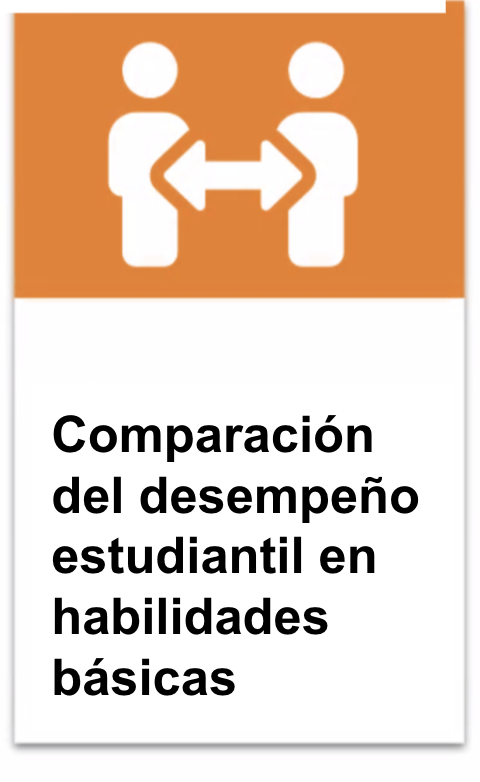 Comparación
del desempeño
estudiantil en
habilidades
básicas